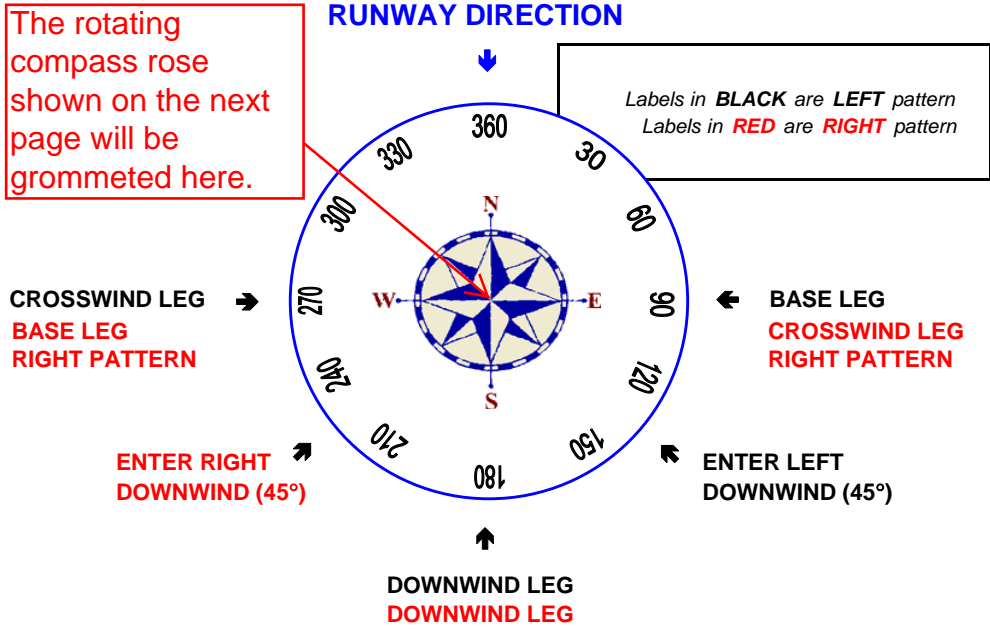 RUNWAY DIRECTION
The rotating
compass rose
shown on the next
page will be
grommeted here.
Labels in BLACK are LEFT pattern
Labels in RED are RIGHT pattern
360
30
60
90
120
150
180
210
240
270
300
330
N
E
S
W
CROSSWIND LEG
BASE LEG
RIGHT PATTERN
BASE LEG
CROSSWIND LEG
RIGHT PATTERN
ENTER RIGHT
DOWNWIND (45°)
ENTER LEFT
DOWNWIND (45°)
DOWNWIND LEG
DOWNWIND LEG